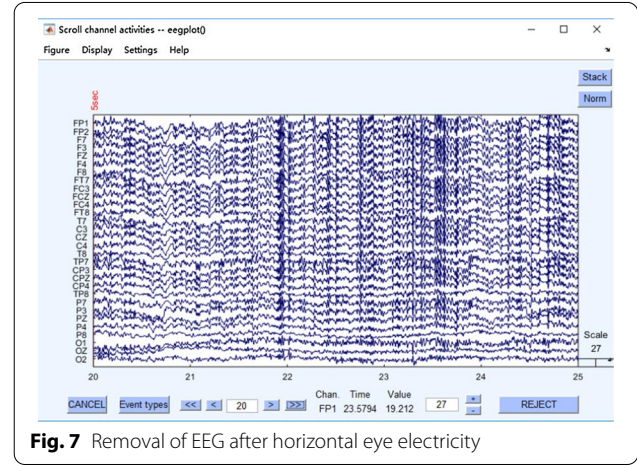 Scroll channel activities -- eegplot()
Figure Display Settings Help
Stack
Norm
5sec
FP1
FP2
F7
F3
FZ
F4
F8
FT7
FC3
FCZ
FC4
FT8
T7
C3
CZ
C4
T8
TP7
CP3
CPZ
CP4
TP8
P7
P3
PZ
P4
P8
O1
OZ
O2
Scale
27
20 21 22 23 24 25
Chan. Time Value
CANCEL Event types << < 20 > >> FP1 23.5794 19.212 27 + - REJECT
Fig. 7 Removal of EEG after horizontal eye electricity